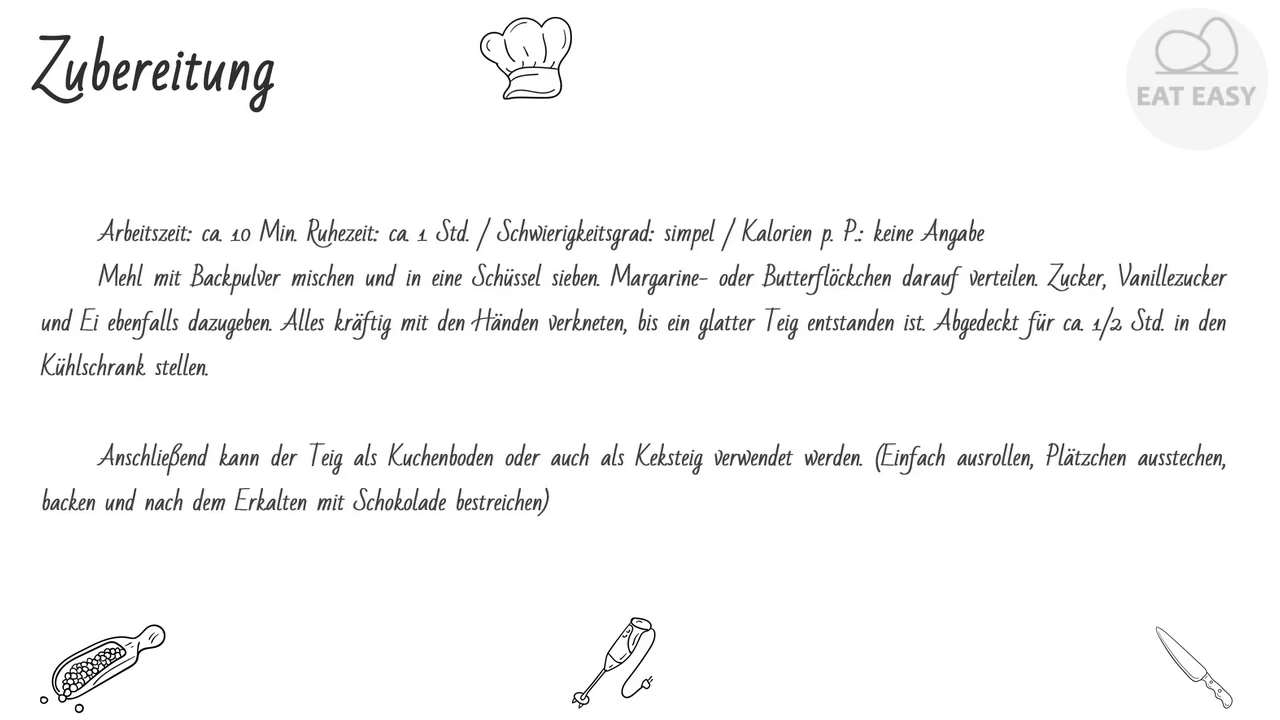 Zubereitung
EAT EASY
Arbeitszeit: ca. 10 Min. Ruhezeit: ca. 1 Std. / Schwierigkeitsgrad: simpel / Kalorien p. P.: keine Angabe
Mehl mit Backpulver mischen und in eine Schüssel sieben. Margarine- oder Butterflöckchen darauf verteilen. Zucker, Vanillezucker
und Ei ebenfalls dazugeben. Alles kräftig mit den Händen verkneten, bis ein glatter Teig entstanden ist. Abgedeckt für ca. 1/2 Std. in den
Kühlschrank stellen.
Anschließend kann der Teig als Kuchenboden oder auch als Keksteig verwendet werden. (Einfach ausrollen, Plätzchen ausstechen,
backen und nach dem Erkalten mit Schokolade bestreichen)